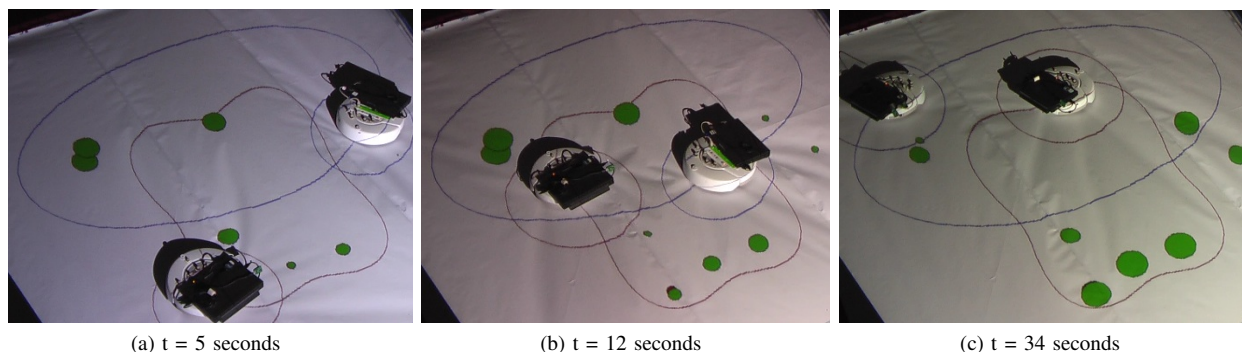 (a) t = 5 seconds
(b) t = 12 seconds
(c) t = 34 seconds